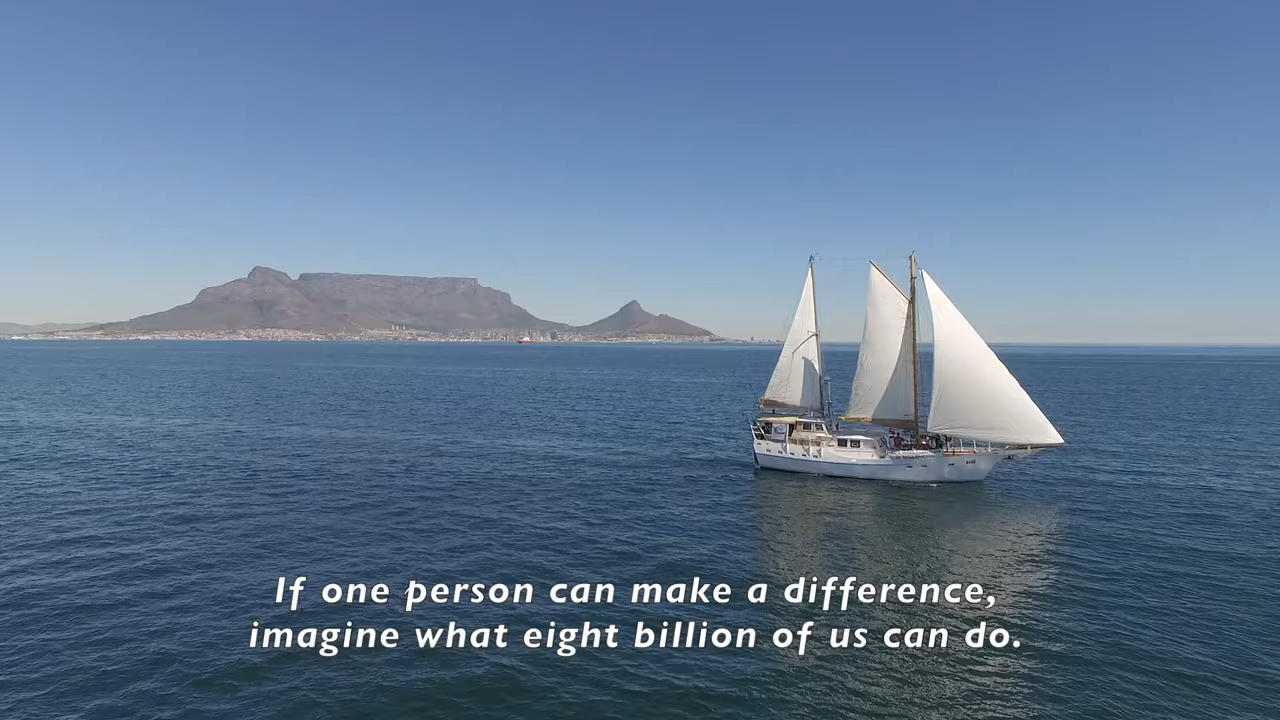 If one person can make a difference,
imagine what eight billion of us can do.